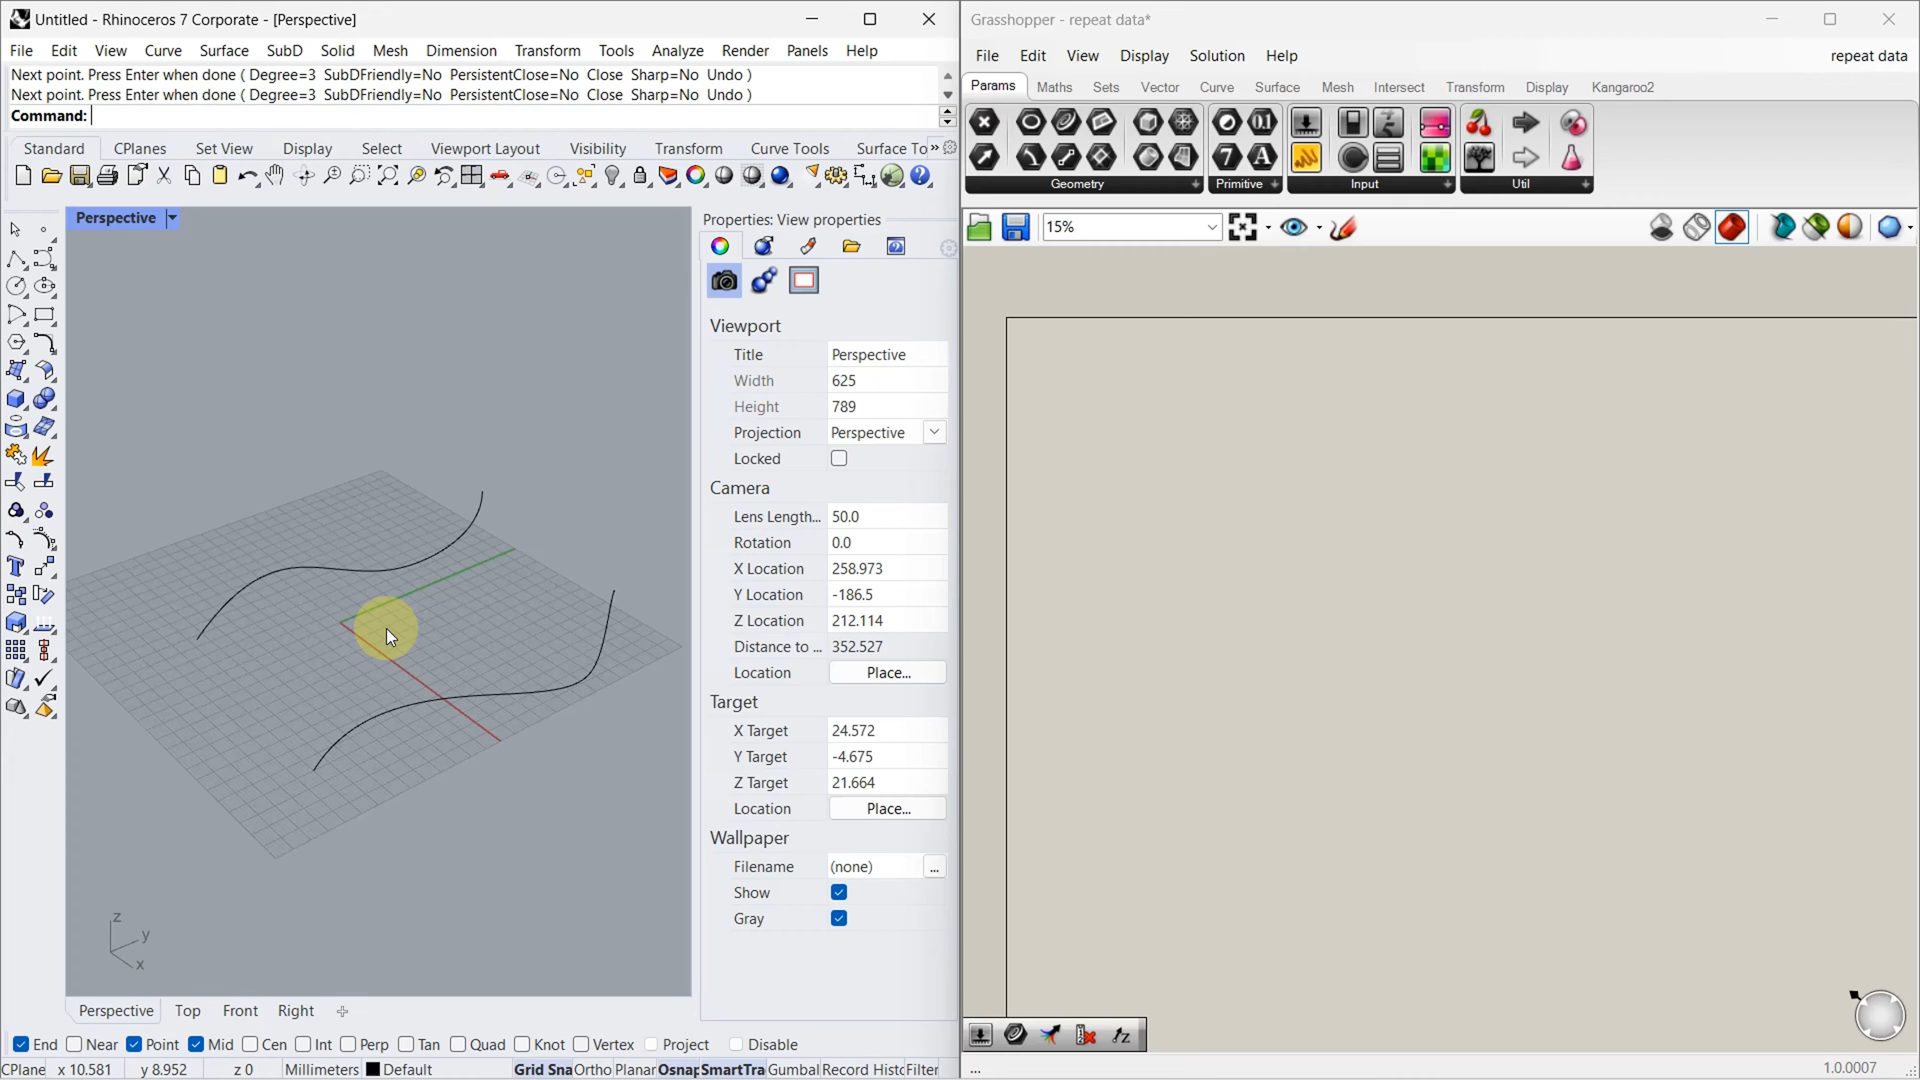 Untitled - Rhinoceros 7 Corporate - [Perspective]
File Edit View Curve Surface SubD Solid Mesh Dimension Transform Tools Analyze Render Panels Help
Next point. Press Enter when done ( Degree=3 SubDFriendly=No PersistentClose=No Close Sharp=No Undo )
Next point. Press Enter when done ( Degree=3 SubDFriendly=No PersistentClose=No Close Sharp=No Undo )
Command:
Standard CPlanes Set View Display Select Viewport Layout Visibility Transform Curve Tools Surface To »
Perspective
Properties: View properties
Viewport
Title Perspective
Width 625
Height 789
Projection Perspective
Locked
Camera
Lens Length... 50.0
Rotation 0.0
X Location 258.973
Y Location -186.5
Z Location 212.114
Distance to ... 352.527
Location Place...
Target
X Target 24.572
Y Target -4.675
Z Target 21.664
Location Place...
Wallpaper
Filename (none) ...
Show
Gray
z
y
x
Perspective Top Front Right
End Near Point Mid Cen Int Perp Tan Quad Knot Vertex Project Disable
CPlane x 10.581 y 8.952 z 0 Millimeters Default Grid Sna Ortho Planar Osnap SmartTra Gumbal Record Histo Filter
Grasshopper - repeat data*
File Edit View Display Solution Help repeat data
Params Maths Sets Vector Curve Surface Mesh Intersect Transform Display Kangaroo2
Geometry Primitive Input Util
15%
... 1.0.0007